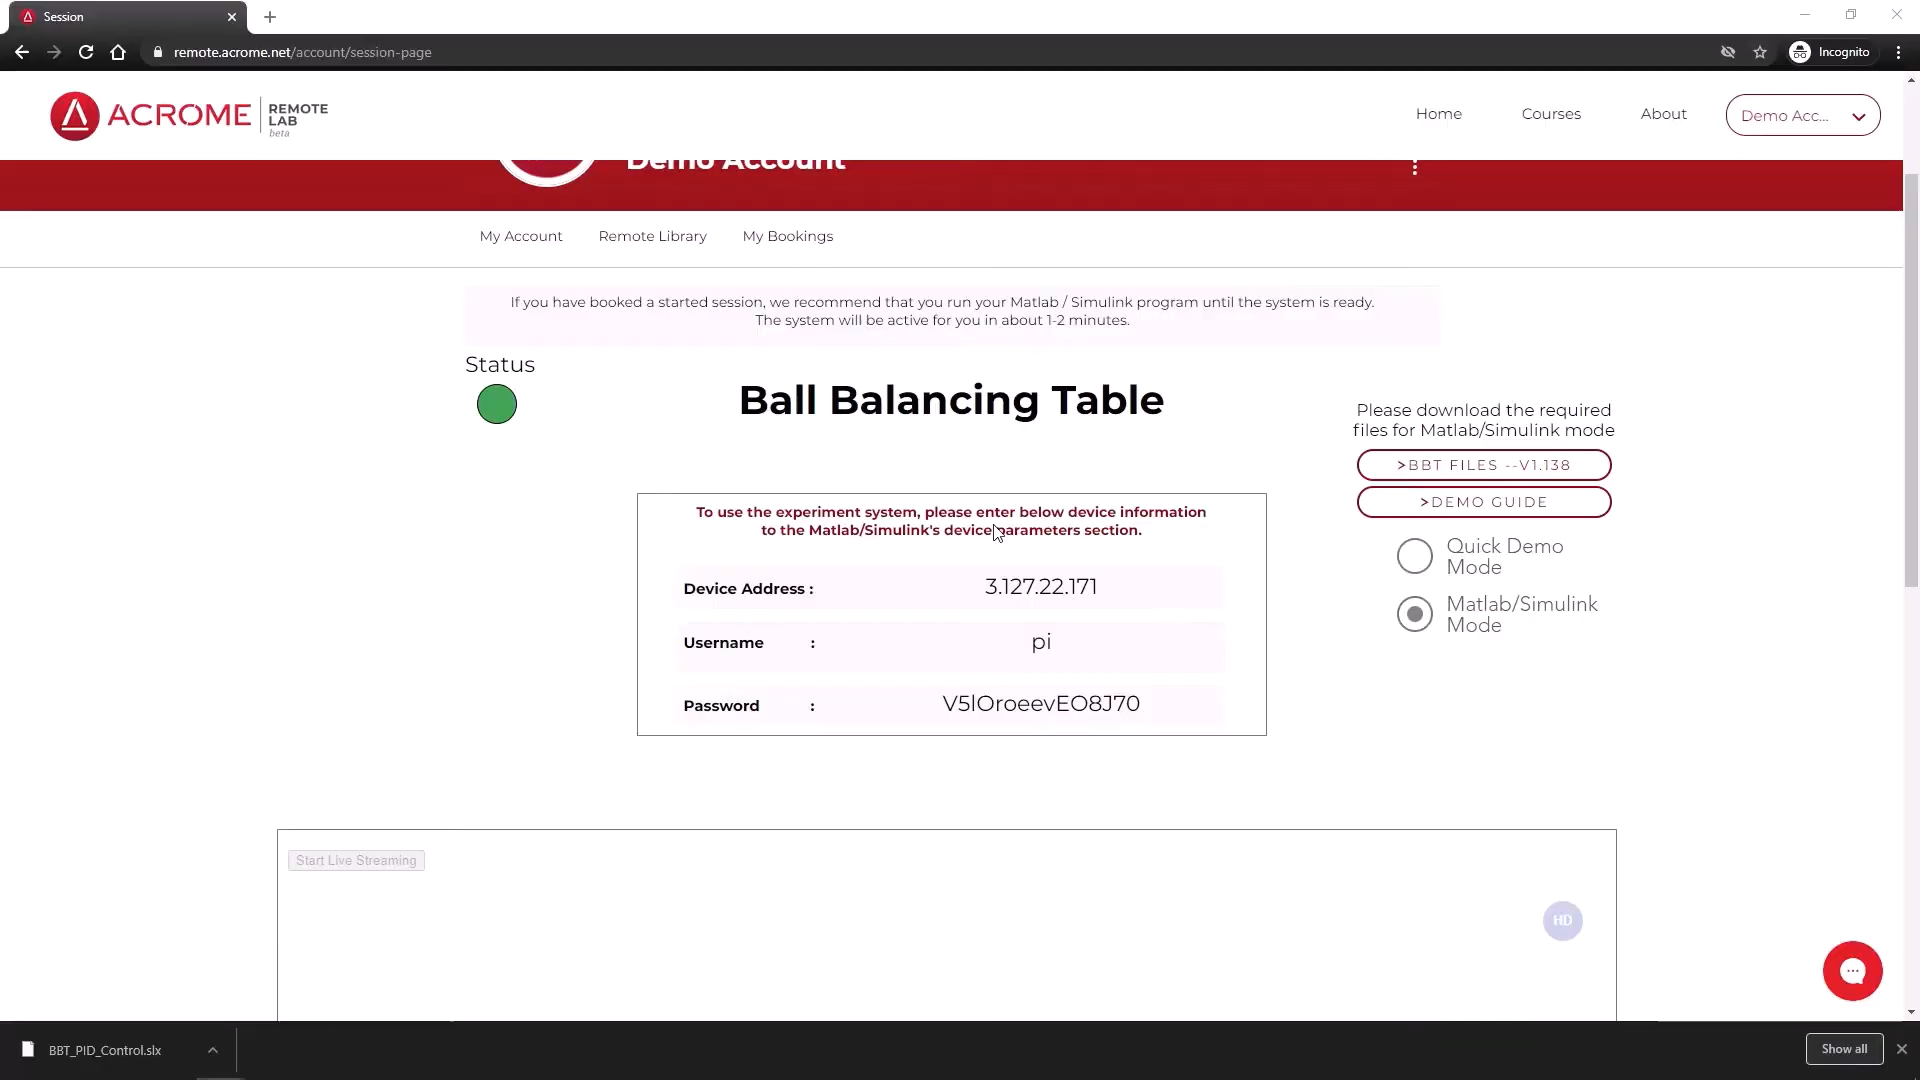 Session
remote.acrome.net/account/session-page
Incognito
ACROME
REMOTE
LAB
beta
Home
Courses
About
Demo Acc...
Demo Account
My Account
Remote Library
My Bookings
If you have booked a started session, we recommend that you run your Matlab / Simulink program until the system is ready.
The system will be active for you in about 1-2 minutes.
Status
Ball Balancing Table
Please download the required
files for Matlab/Simulink mode
>BBT FILES --V1.138
>DEMO GUIDE
Quick Demo
Mode
Matlab/Simulink
Mode
To use the experiment system, please enter below device information
to the Matlab/Simulink's device parameters section.
Device Address : 3.127.22.171
Username : pi
Password : V5lOroeevEO8J70
Start Live Streaming
HD
BBT_PID_Control.slx
Show all